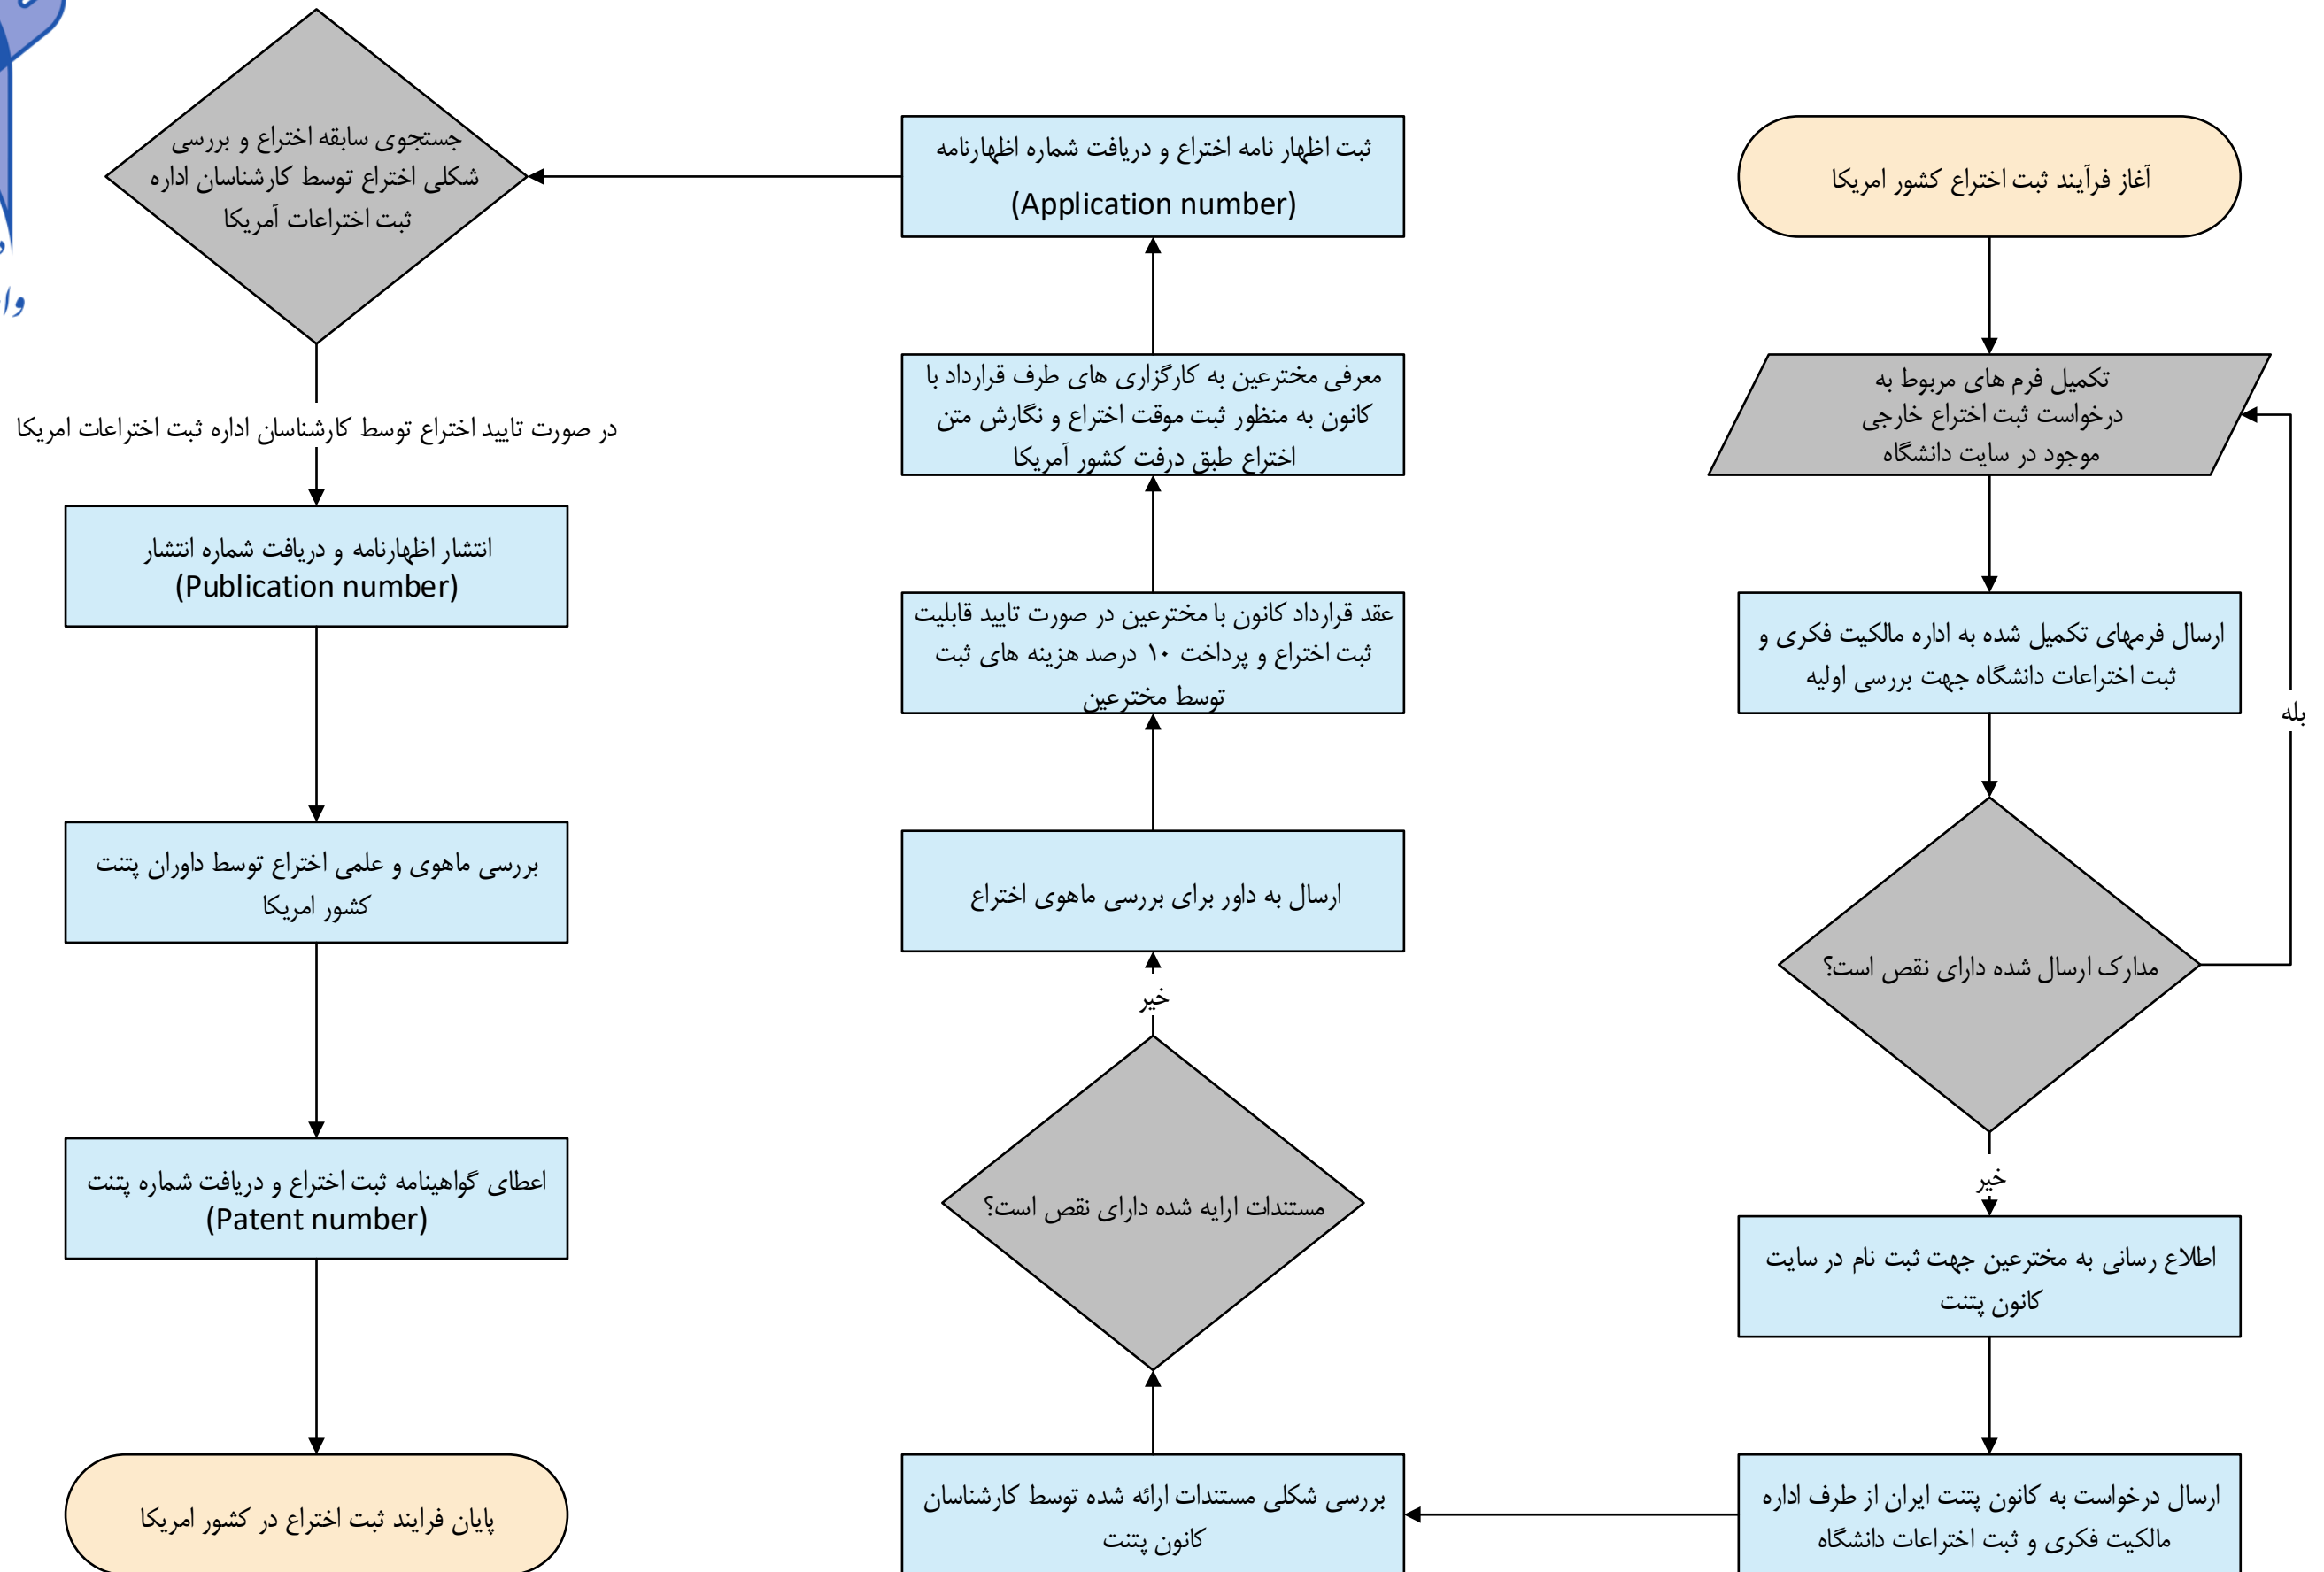 آغاز فرآیند ثبت اختراع کشور امریکا
تکمیل فرم های مربوط به
درخواست ثبت اختراع خارجی
موجود در سایت دانشگاه
ارسال فرمهای تکمیل شده به اداره مالکیت فکری و
ثبت اختراعات دانشگاه جهت بررسی اولیه
بله
مدارک ارسال شده دارای نقص است؟
خیر
اطلاع رسانی به مخترعین جهت ثبت نام در سایت
کانون پتنت
ارسال درخواست به کانون پتنت ایران از طرف اداره
مالکیت فکری و ثبت اختراعات دانشگاه
بررسی شکلی مستندات ارائه شده توسط کارشناسان
کانون پتنت
مستندات ارایه شده دارای نقص است؟
خیر
ارسال به داور برای بررسی ماهوی اختراع
عقد قرارداد کانون با مخترعین در صورت تایید قابلیت
ثبت اختراع و پرداخت ۱۰ درصد هزینه های ثبت
توسط مخترعین
معرفی مخترعین به کارگزاری های طرف قرارداد با
کانون به منظور ثبت موقت اختراع و نگارش متن
اختراع طبق درفت کشور آمریکا
ثبت اظهار نامه اختراع و دریافت شماره اظهارنامه
(Application number)
جستجوی سابقه اختراع و بررسی
شکلی اختراع توسط کارشناسان اداره
ثبت اختراعات آمریکا
در صورت تایید اختراع توسط کارشناسان اداره ثبت اختراعات امریکا
انتشار اظهارنامه و دریافت شماره انتشار
(Publication number)
بررسی ماهوی و علمی اختراع توسط داوران پتنت
کشور امریکا
اعطای گواهینامه ثبت اختراع و دریافت شماره پتنت
(Patent number)
پایان فرایند ثبت اختراع در کشور امریکا